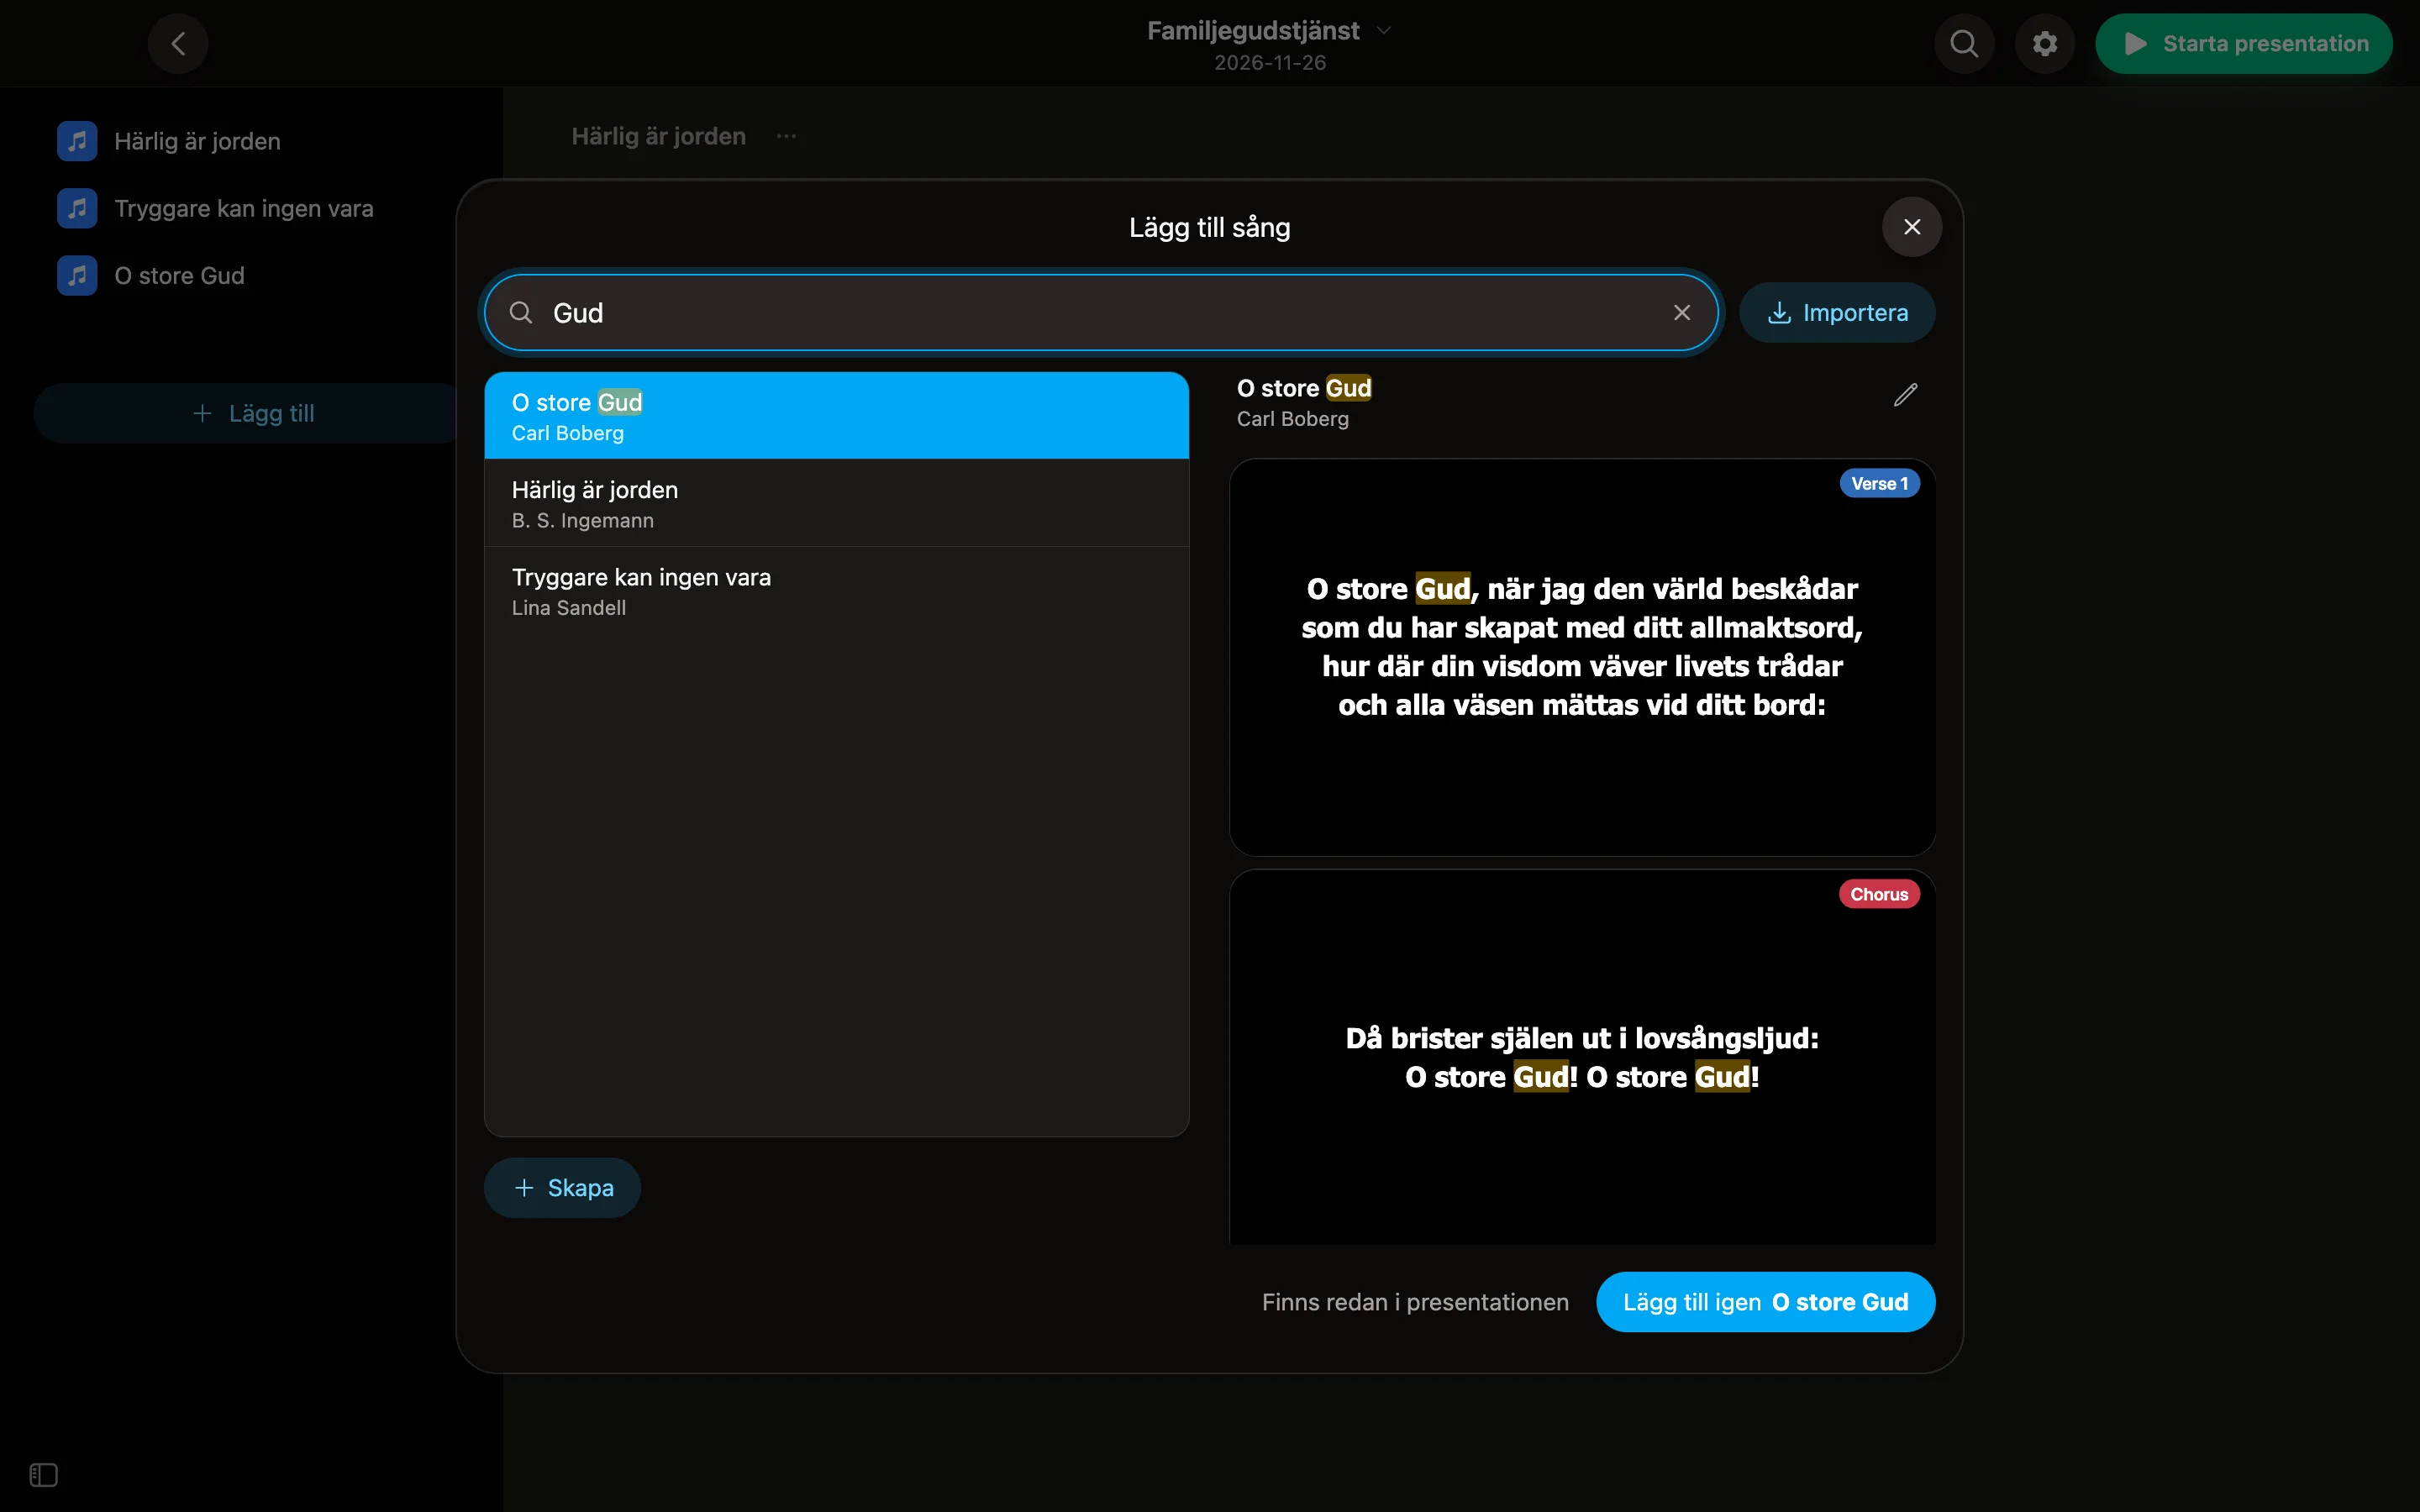 Familjegudstjänst
2026-11-26
Starta presentation
Härlig är jorden
Tryggare kan ingen vara
O store Gud
Lägg till
Härlig är jorden
Lägg till sång
Gud
Importera
O store Gud
Carl Boberg
Härlig är jorden
B. S. Ingemann
Tryggare kan ingen vara
Lina Sandell
Skapa
O store Gud
Carl Boberg
Verse 1
O store Gud, när jag den värld beskådar
som du har skapat med ditt allmaktsord,
hur där din visdom väver livets trådar
och alla väsen mättas vid ditt bord:
Chorus
Då brister själen ut i lovsångsljud:
O store Gud! O store Gud!
Finns redan i presentationen
Lägg till igen O store Gud